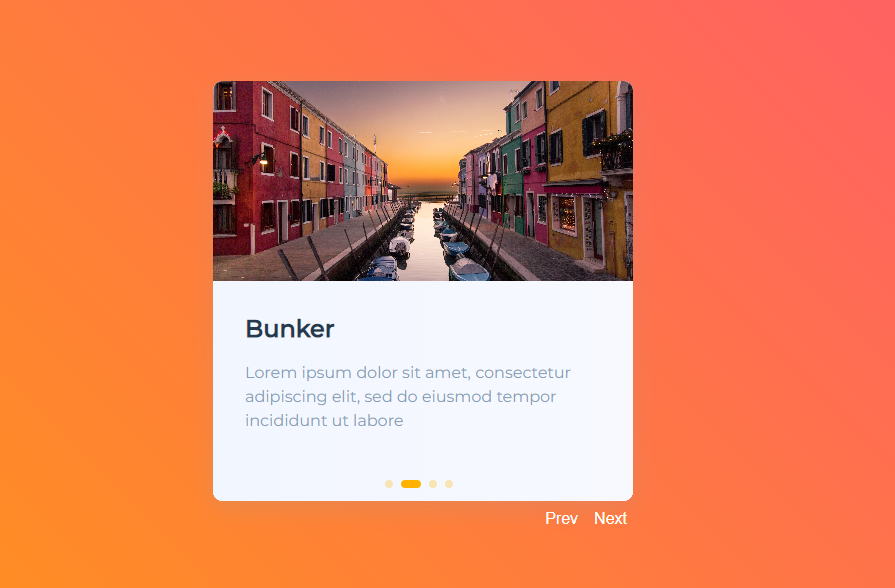 Bunker
Lorem ipsum dolor sit amet, consectetur
adipiscing elit, sed do eiusmod tempor
incididunt ut labore
Prev Next